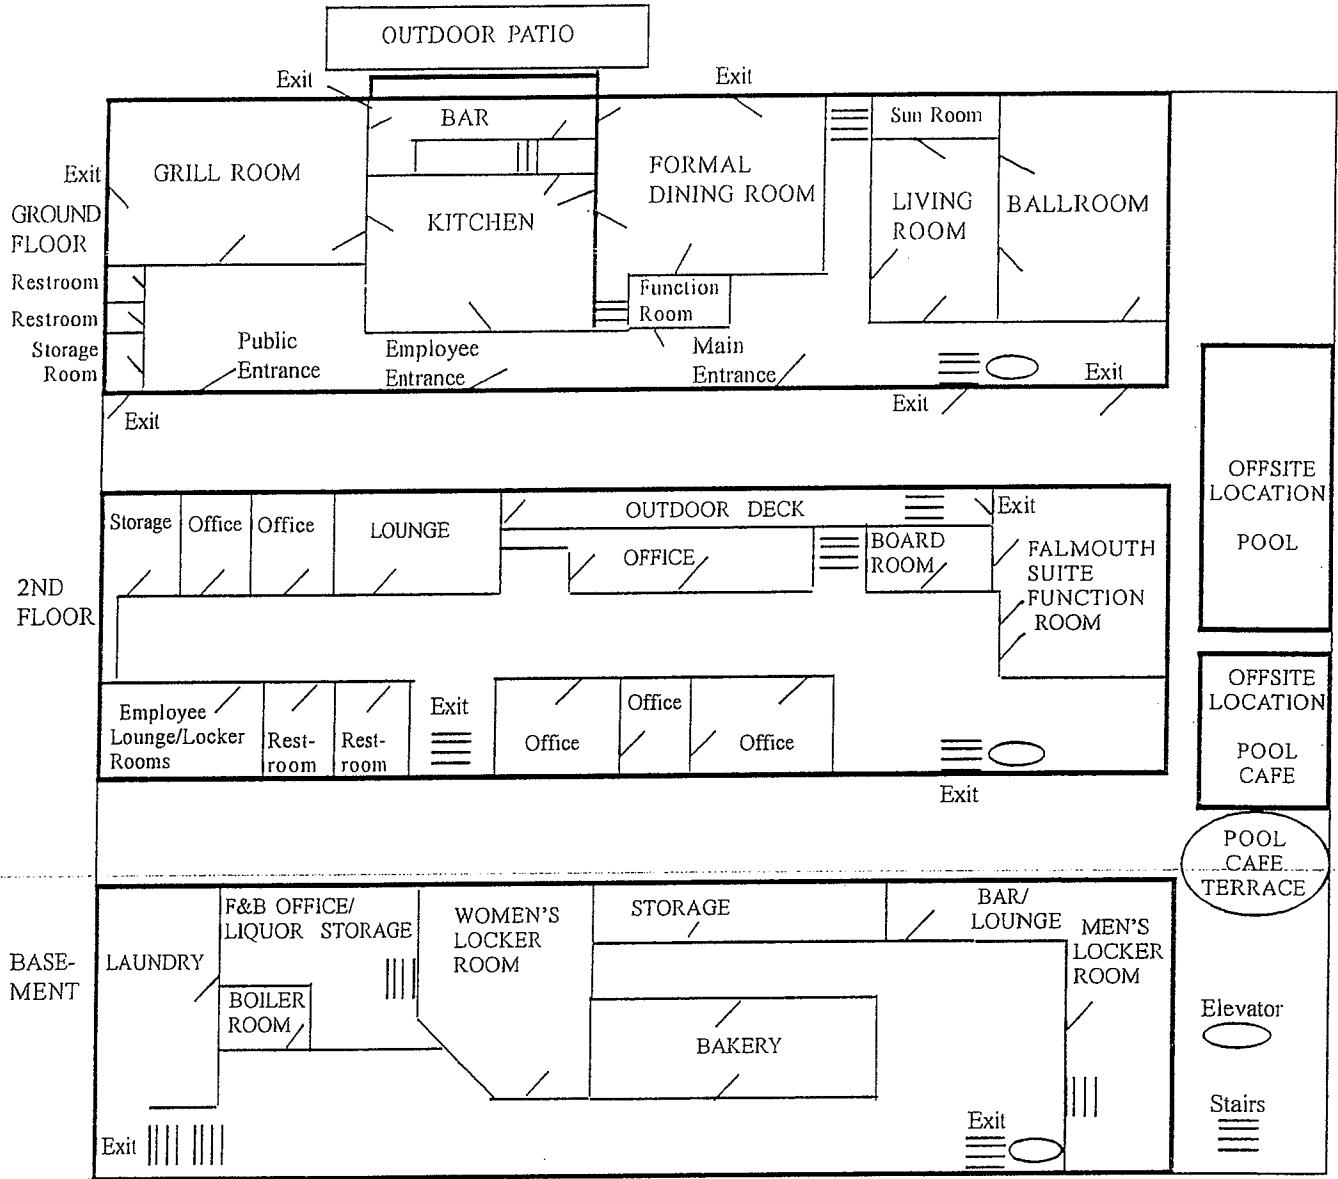 OUTDOOR PATIO
Exit
Exit
BAR
Sun Room
Exit
GRILL ROOM
FORMAL
DINING ROOM
GROUND
FLOOR
KITCHEN
LIVING
ROOM
BALLROOM
Restroom
Restroom
Storage
Room
Function
Room
Public
Entrance
Employee
Entrance
Main
Entrance
Exit
Exit
Exit
OFFSITE
LOCATION
POOL
2ND
FLOOR
Storage
Office
Office
LOUNGE
OUTDOOR DECK
Exit
OFFICE
BOARD
ROOM
FALMOUTH
SUITE
FUNCTION
ROOM
Employee
Lounge/Locker
Rooms
Rest-
room
Rest-
room
Exit
Office
Office
Office
Exit
OFFSITE
LOCATION
POOL
CAFE
POOL
CAFE
TERRACE
BASE-
MENT
LAUNDRY
F&B OFFICE/
LIQUOR STORAGE
BOILER
ROOM
WOMEN'S
LOCKER
ROOM
STORAGE
BAR/
LOUNGE
MEN'S
LOCKER
ROOM
BAKERY
Exit
Exit
Elevator
Stairs